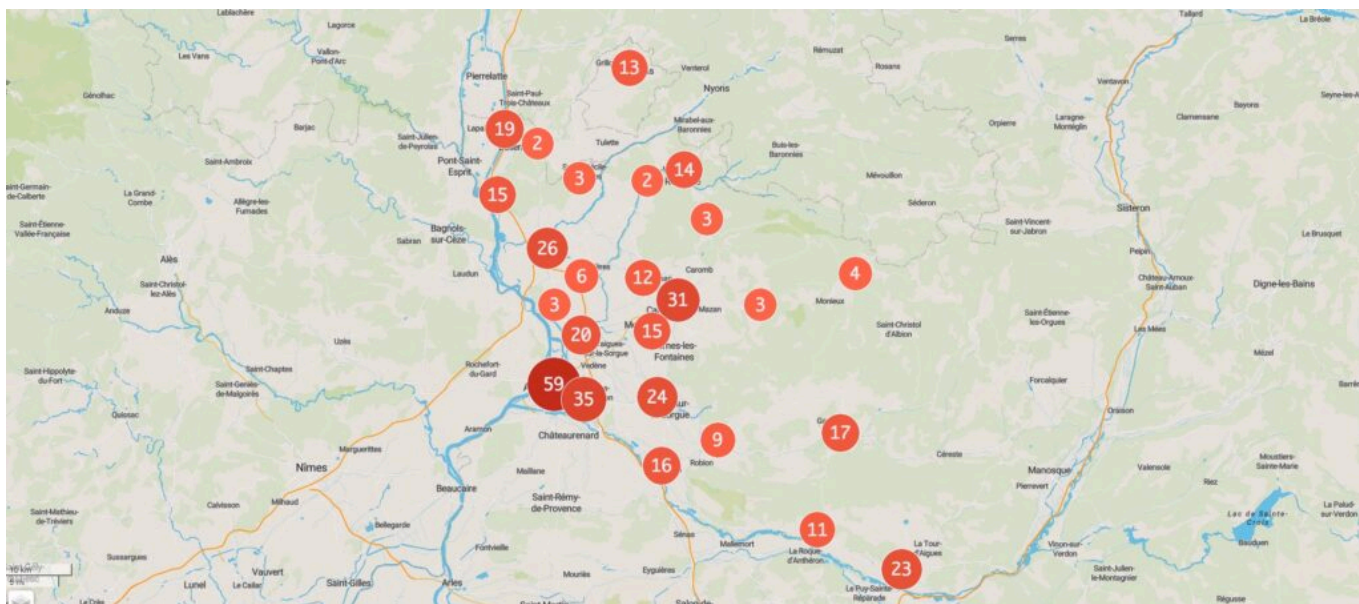 Lablachère
Lagorce
Tallard
La Bréole
Les Vans
Vallon-
Pont-d'Arc
Rémuzat
Serres
Rosans
13
Venterol
Pierrelatte
Nyons
Ventavon
Génolhac
Saint-Paul-
Trois-Châteaux
Bayons
Mirabel-aux-
Baronnies
Orpierre
Laragne-
Montéglin
Clamensane
Barjac
Saint-Julien-
de-Peyrolas
19
2
Tulette
Buis-les-
Baronnies
Saint-Ambroix
Pont-Saint-
Esprit
3
2
14
Mévouillon
La Grand-
Combe
Allègre-les-
Fumades
15
Séderon
Sisteron
Saint-Étienne-
Vallée-Française
Bagnols-
sur-Cèze
3
Saint-Vincent-
sur-Jabron
Le Brusquet
Sabran
26
Peipin
Alès
Laudun
6
12
Caromb
4
Château-Arnoux-
Saint-Auban
Digne-les-Bains
Saint-Christol-
lez-Alès
3
31
Mazan
3
Monieux
Anduze
Saint-Étienne-
les-Orgues
Saint-Christol
d'Albion
Les Mées
Uzès
20
15
Vedène
Rochefort-
du-Gard
Mézel
Saint-Hippolyte-
du-Fort
Saint-Chaptes
Saint-Geniès-
de-Malgoirès
59
35
24
Forcalquier
Quissac
Oraison
Aramon
Châteaurenard
9
17
Marguerittes
Robion
Céreste
Nîmes
Maillane
16
Manosque
Valensole
Moustiers-
Sainte-Marie
Beaucaire
Saint-Rémy-
de-Provence
Pierrevert
Riez
Calvisson
Milhaud
La Palud-
sur-Verdon
Saint-Mathieu-
de-Tréviers
Bellegarde
11
Lac de Sainte-
Croix
Sénas
Mallemort
La Roque
d'Anthéron
La Tour-
d'Aigues
Vinon-sur-
Verdon
Bauduen
Sussargues
Fontvieille
Vauvert
Mouriès
Eyguières
23
Saint-Julien-
le-Montagnier
10 km
Lunel
Le Cailar
Saint-Gilles
Arles
Le Puy-Sainte-
Réparade
Régusse